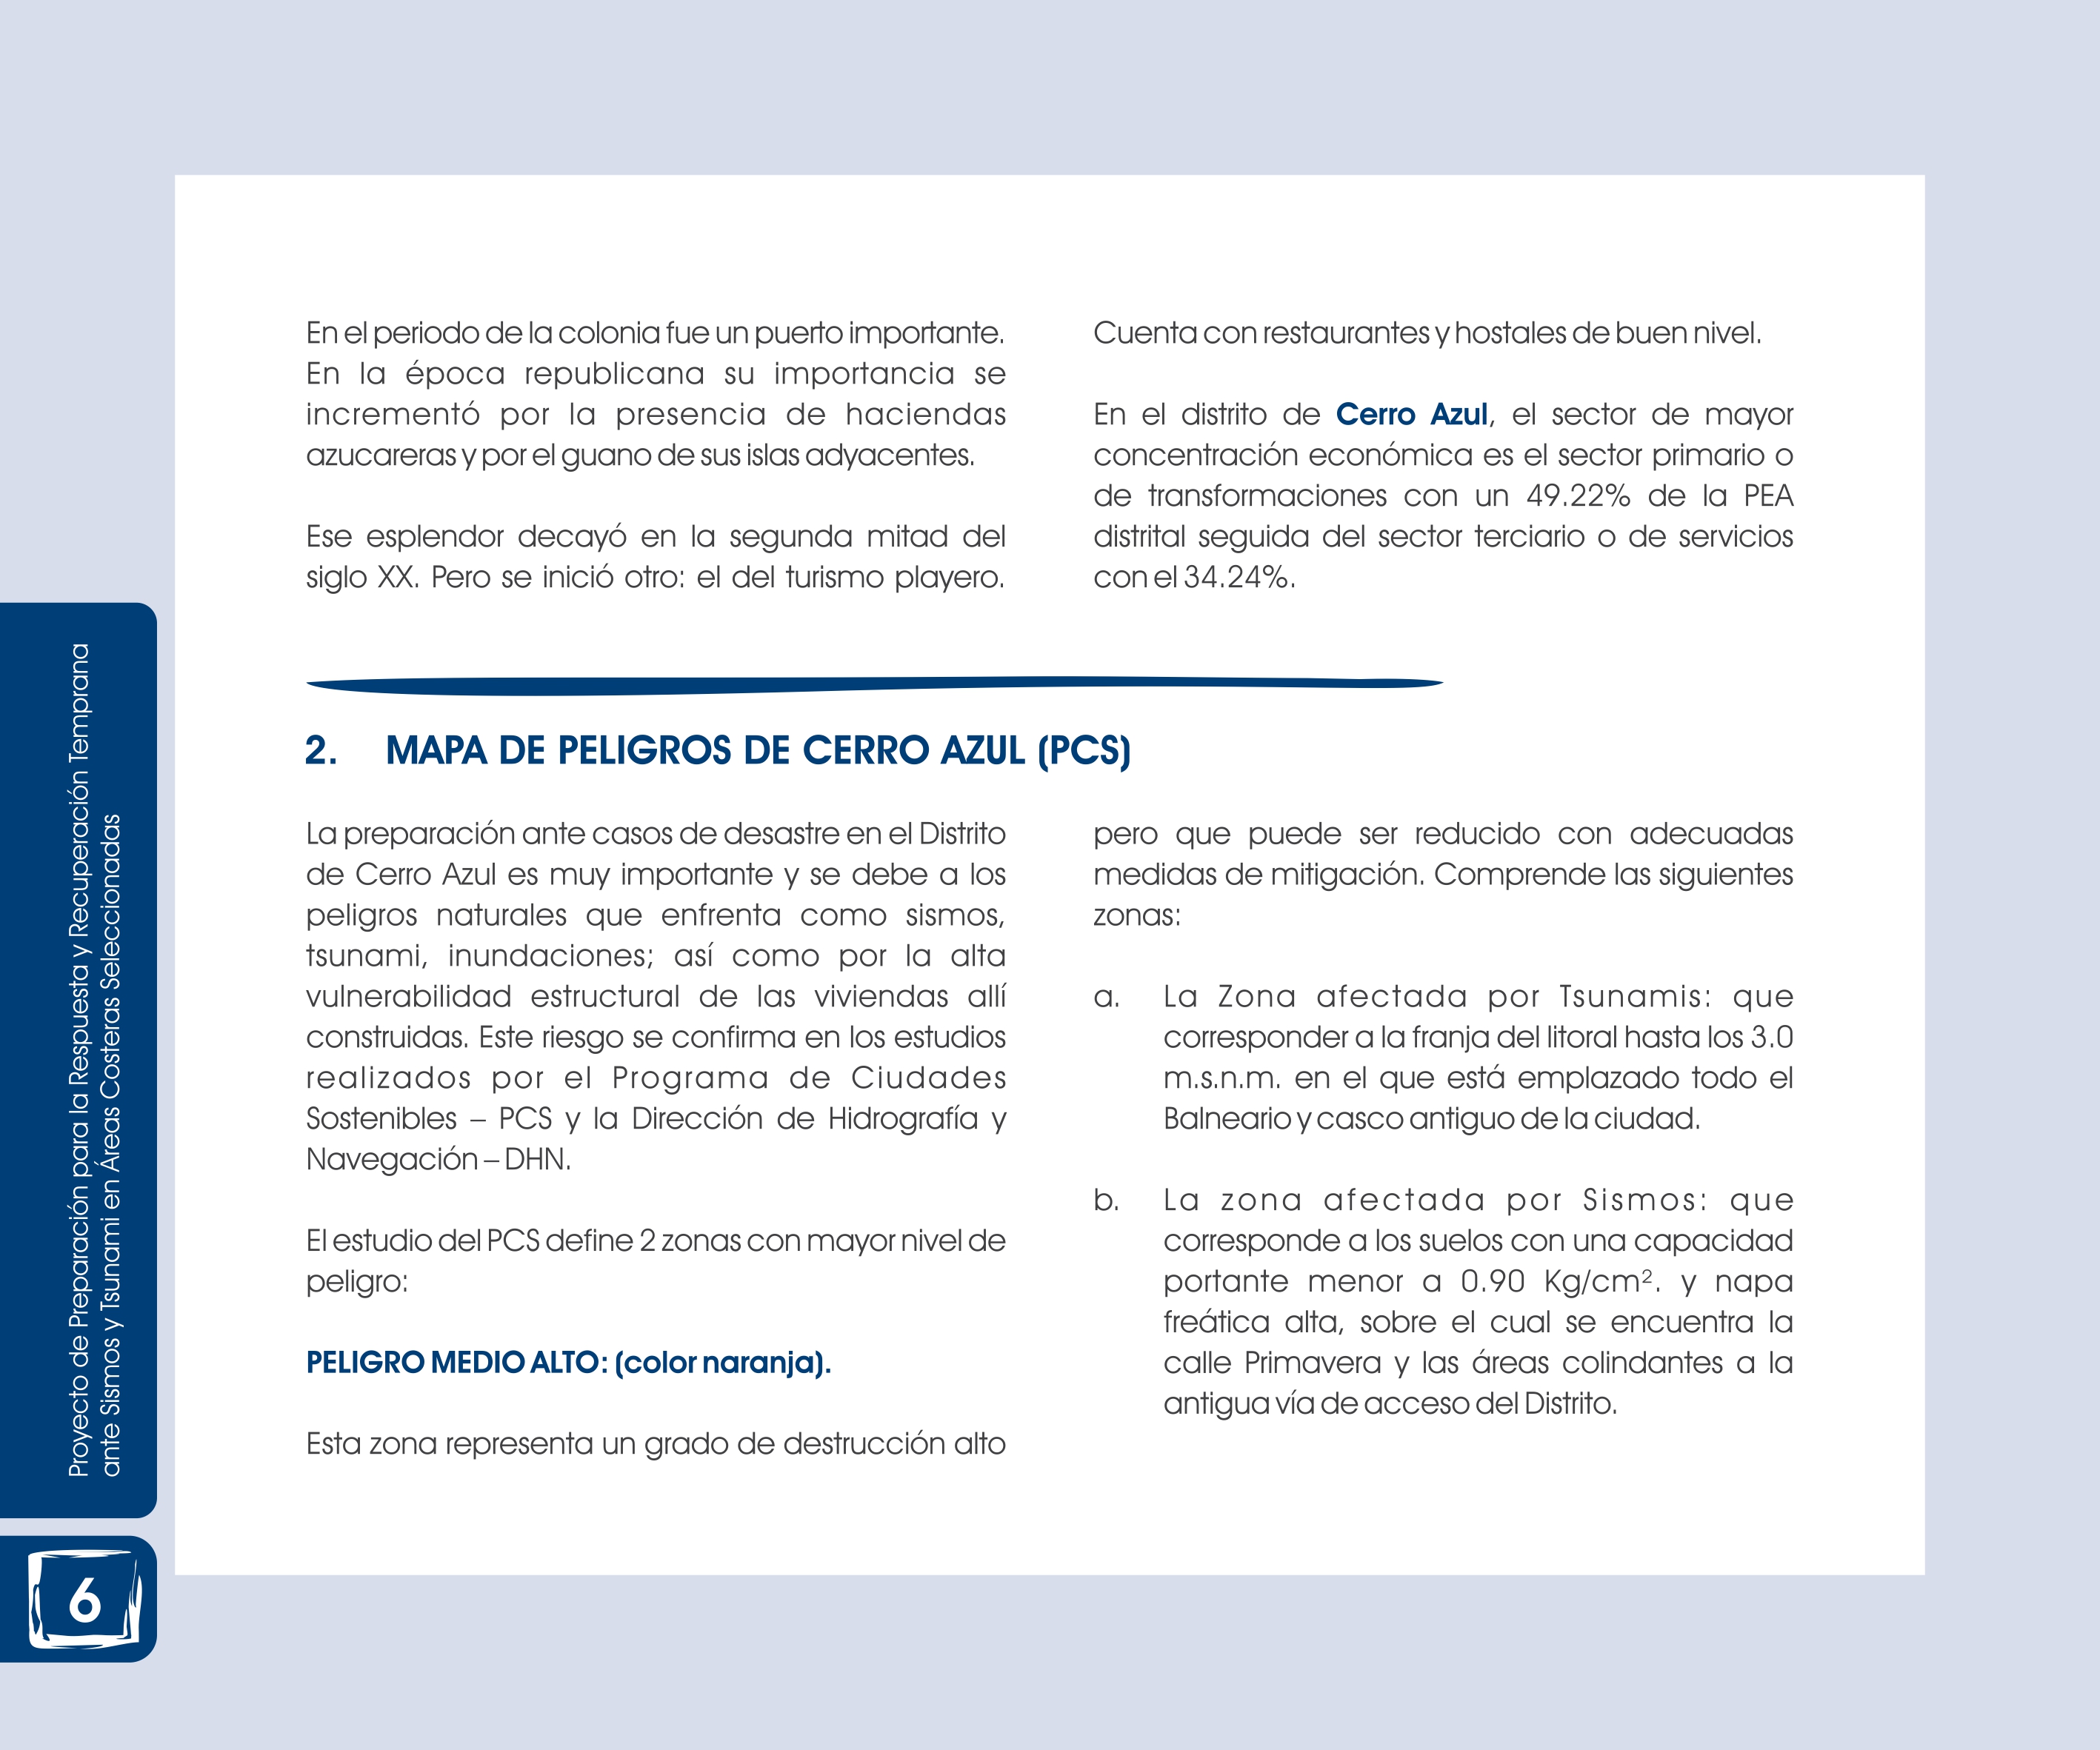 En el periodo de la colonia fue un puerto importante.
En la época republicana su importancia se
incrementó por la presencia de haciendas
azucareras y por el guano de sus islas adyacentes.
Ese esplendor decayó en la segunda mitad del
siglo XX. Pero se inició otro: el del turismo playero.
Cuenta con restaurantes y hostales de buen nivel.
En el distrito de Cerro Azul, el sector de mayor
concentración económica es el sector primario o
de transformaciones con un 49.22% de la PEA
distrital seguida del sector terciario o de servicios
con el 34.24%.
2. MAPA DE PELIGROS DE CERRO AZUL (PCS)
La preparación ante casos de desastre en el Distrito
de Cerro Azul es muy importante y se debe a los
peligros naturales que enfrenta como sismos,
tsunami, inundaciones; así como por la alta
vulnerabilidad estructural de las viviendas allí
construidas. Este riesgo se confirma en los estudios
realizados por el Programa de Ciudades
Sostenibles – PCS y la Dirección de Hidrografía y
Navegación – DHN.
El estudio del PCS define 2 zonas con mayor nivel de
peligro:
PELIGRO MEDIO ALTO: (color naranja).
Esta zona representa un grado de destrucción alto
pero que puede ser reducido con adecuadas
medidas de mitigación. Comprende las siguientes
zonas:
a. La Zona afectada por Tsunamis: que
corresponder a la franja del litoral hasta los 3.0
m.s.n.m. en el que está emplazado todo el
Balneario y casco antiguo de la ciudad.
b. La zona afectada por Sismos: que
corresponde a los suelos con una capacidad
portante menor a 0.90 Kg/cm². y napa
freática alta, sobre el cual se encuentra la
calle Primavera y las áreas colindantes a la
antigua vía de acceso del Distrito.
Proyecto de Preparación para la Respuesta y Recuperación Temprana
ante Sismos y Tsunami en Áreas Costeras Seleccionadas
6